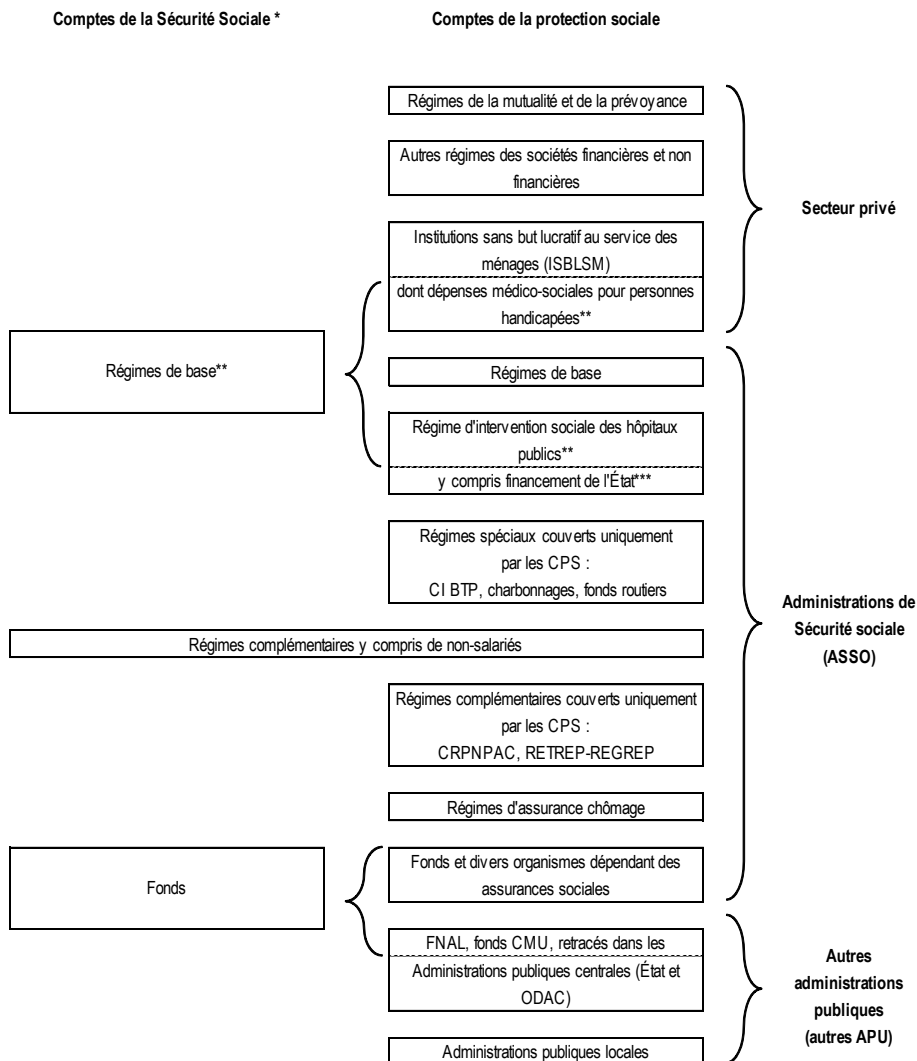 Comptes de la Sécurité Sociale *
Comptes de la protection sociale
Régimes de la mutualité et de la prévoyance
Autres régimes des sociétés financières et non
financières
Secteur privé
Institutions sans but lucratif au service des
ménages (ISBLSM)
dont dépenses médico-sociales pour personnes
handicapées**
Régimes de base**
Régimes de base
Régime d'intervention sociale des hôpitaux
publics**
y compris financement de l'État***
Régimes spéciaux couverts uniquement
par les CPS :
CI BTP, charbonnages, fonds routiers
Administrations de
Sécurité sociale
(ASSO)
Régimes complémentaires y compris de non-salariés
Régimes complémentaires couverts uniquement
par les CPS :
CRPNPAC, RETREP-REGREP
Régimes d'assurance chômage
Fonds
Fonds et divers organismes dépendant des
assurances sociales
FNAL, fonds CMU, retracés dans les
Administrations publiques centrales (État et
ODAC)
Autres
administrations
publiques
(autres APU)
Administrations publiques locales